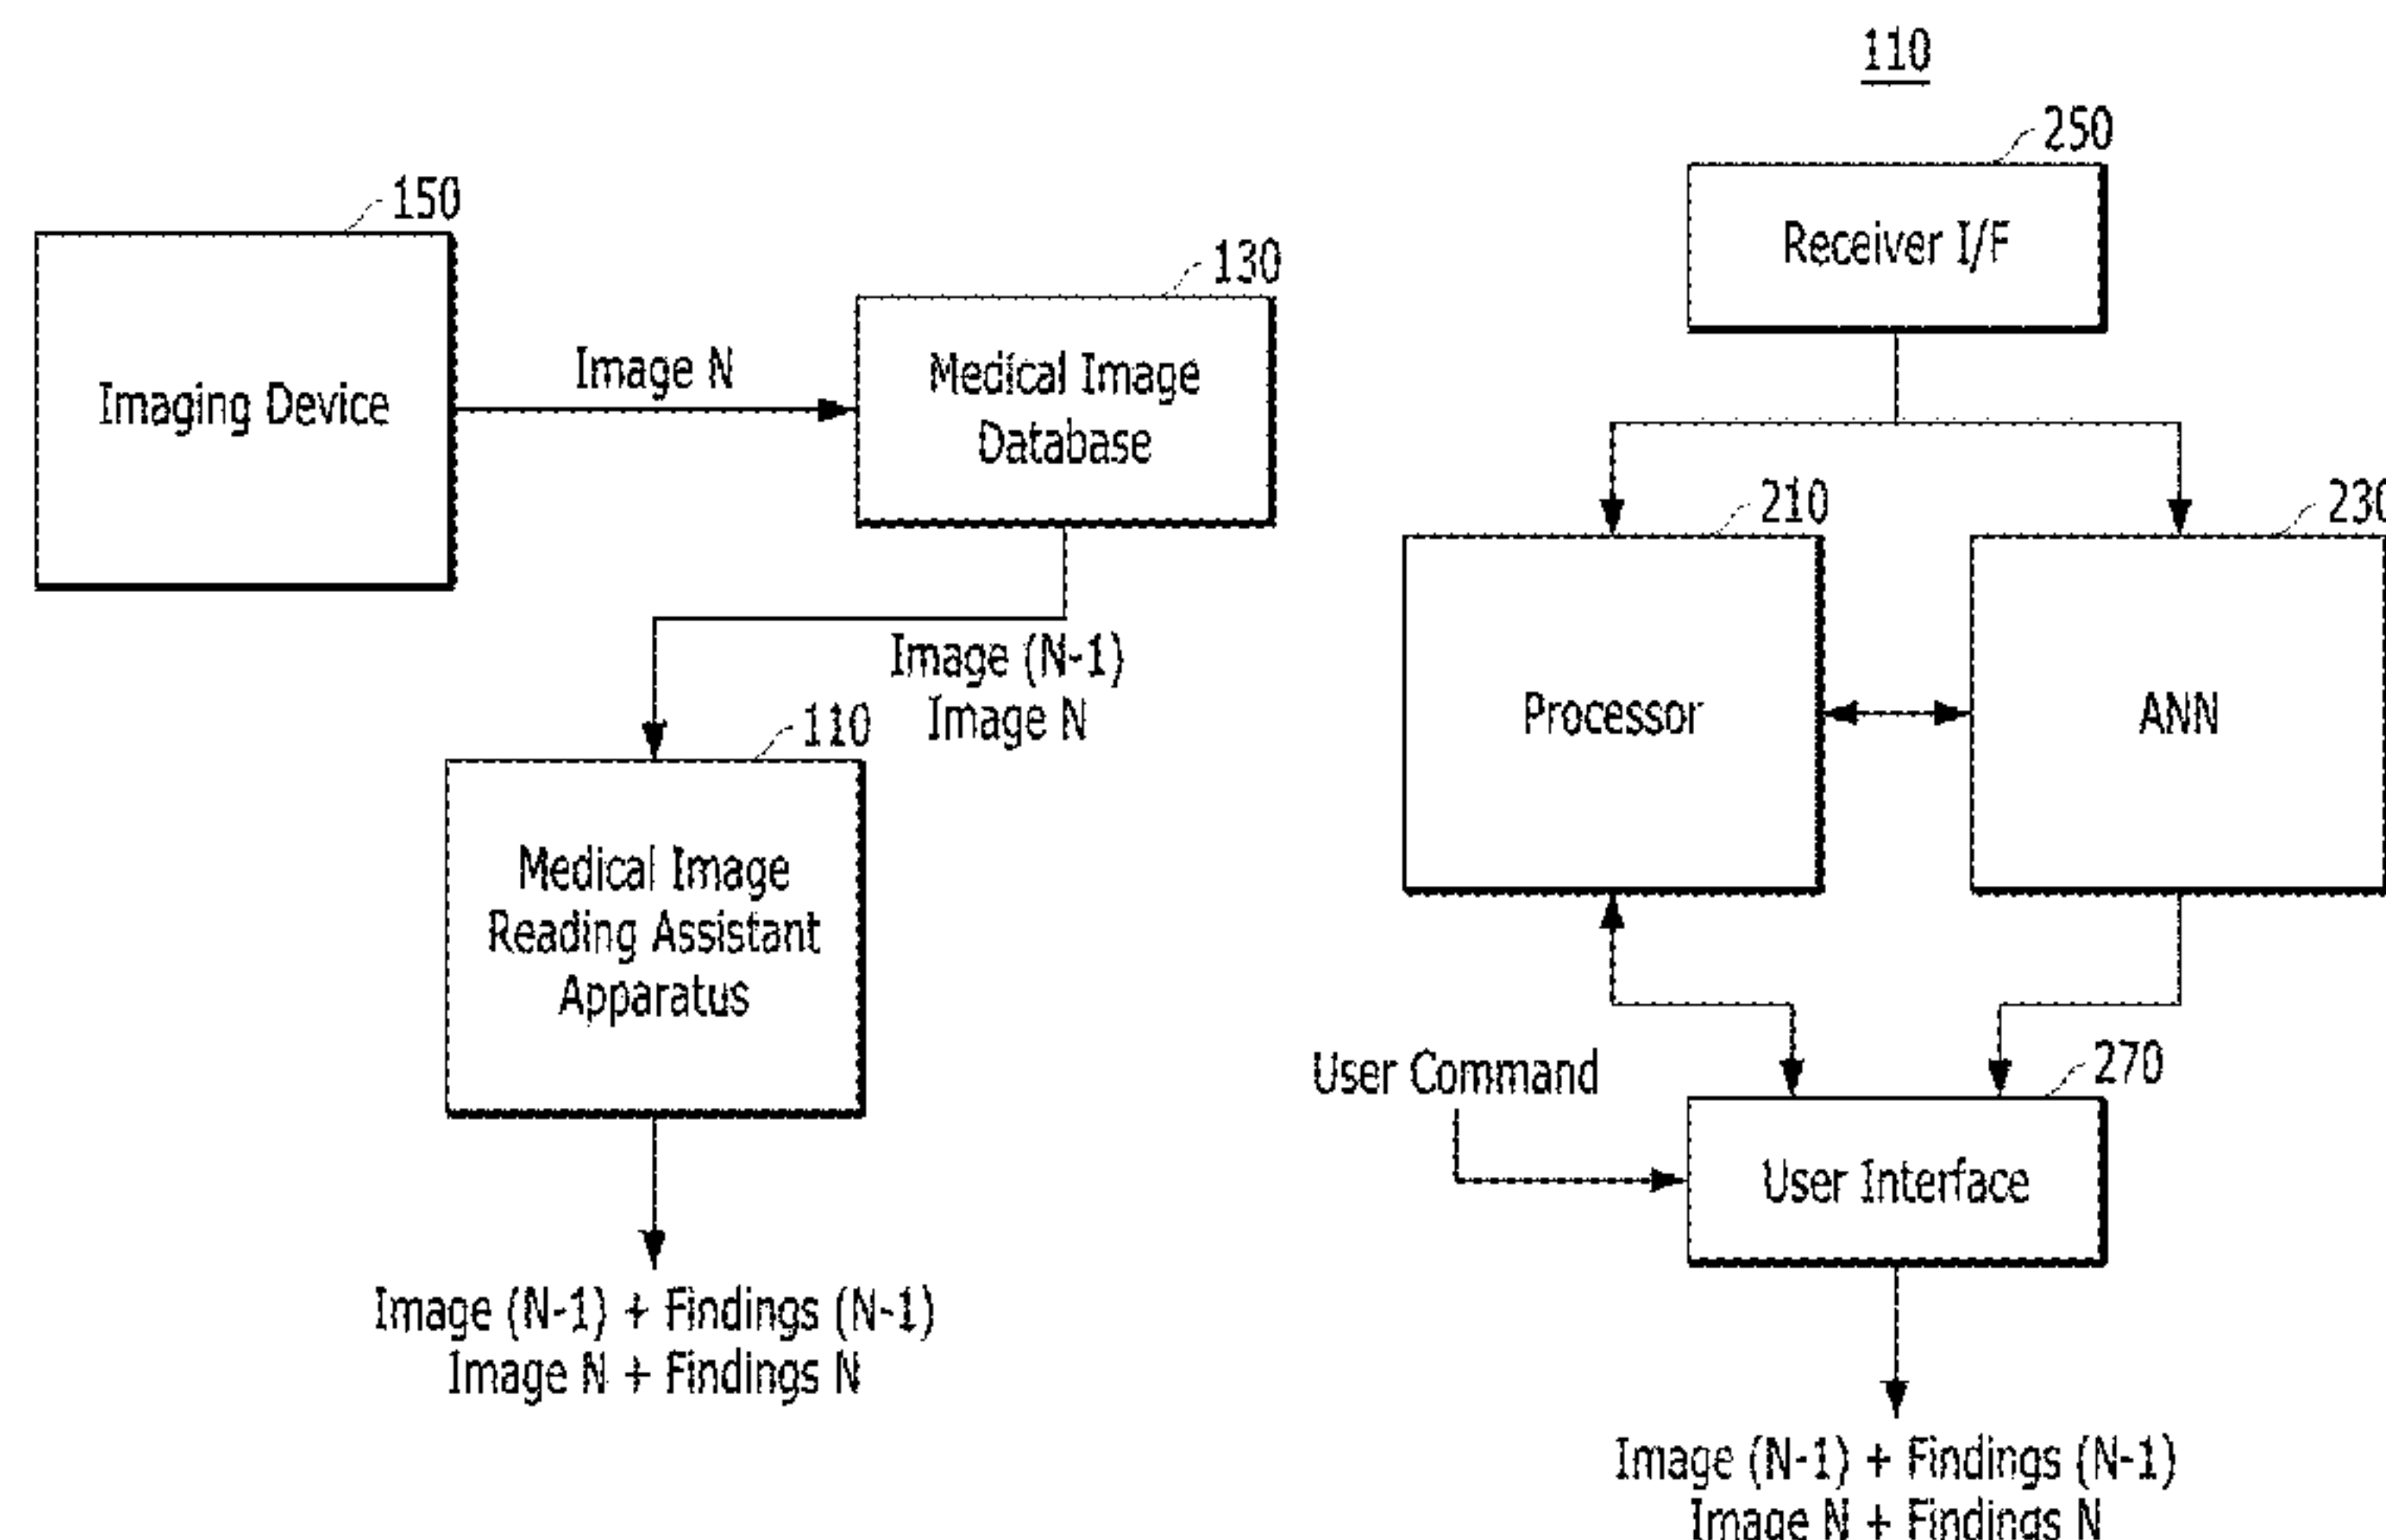 150
Imaging Device
Image N
130
Medical Image
Database
Image (N-1)
Image N
110
Medical Image
Reading Assistant
Apparatus
Image (N-1) + Findings (N-1)
Image N + Findings N
110
250
Receiver I/F
210
Processor
230
ANN
User Command
270
User Interface
Image (N-1) + Findings (N-1)
Image N + Findings N